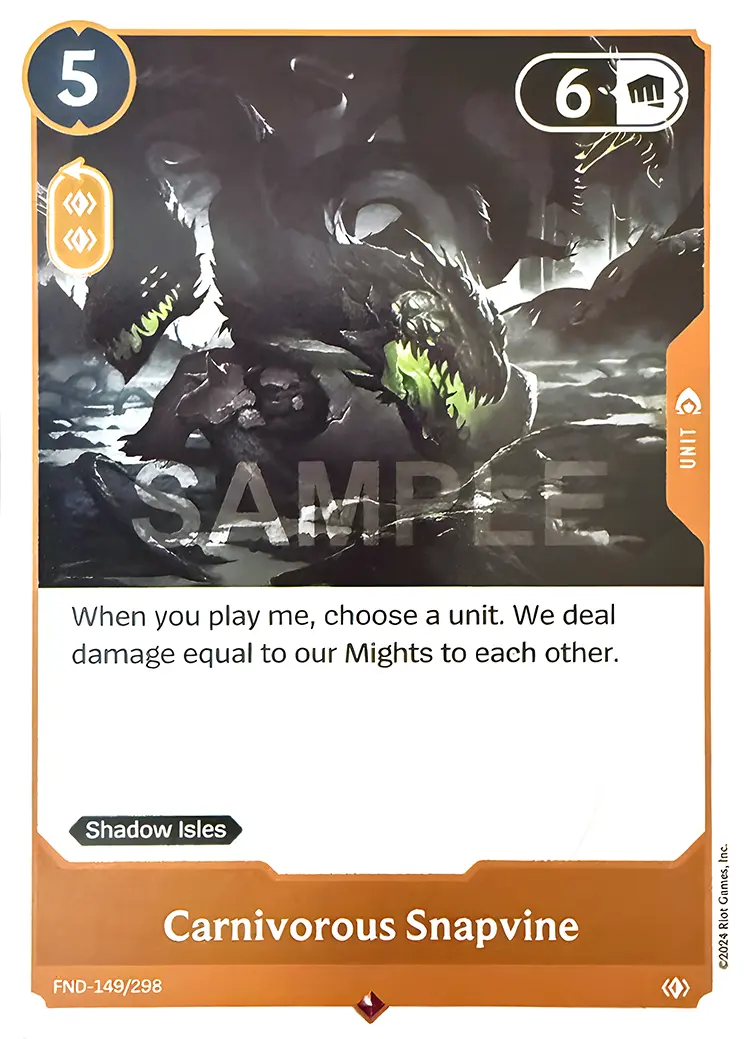 5
6
UNIT
SAMPLE
When you play me, choose a unit. We deal
damage equal to our Mights to each other.
Shadow Isles
Carnivorous Snapvine
FND-149/298
©2024 Riot Games, Inc.